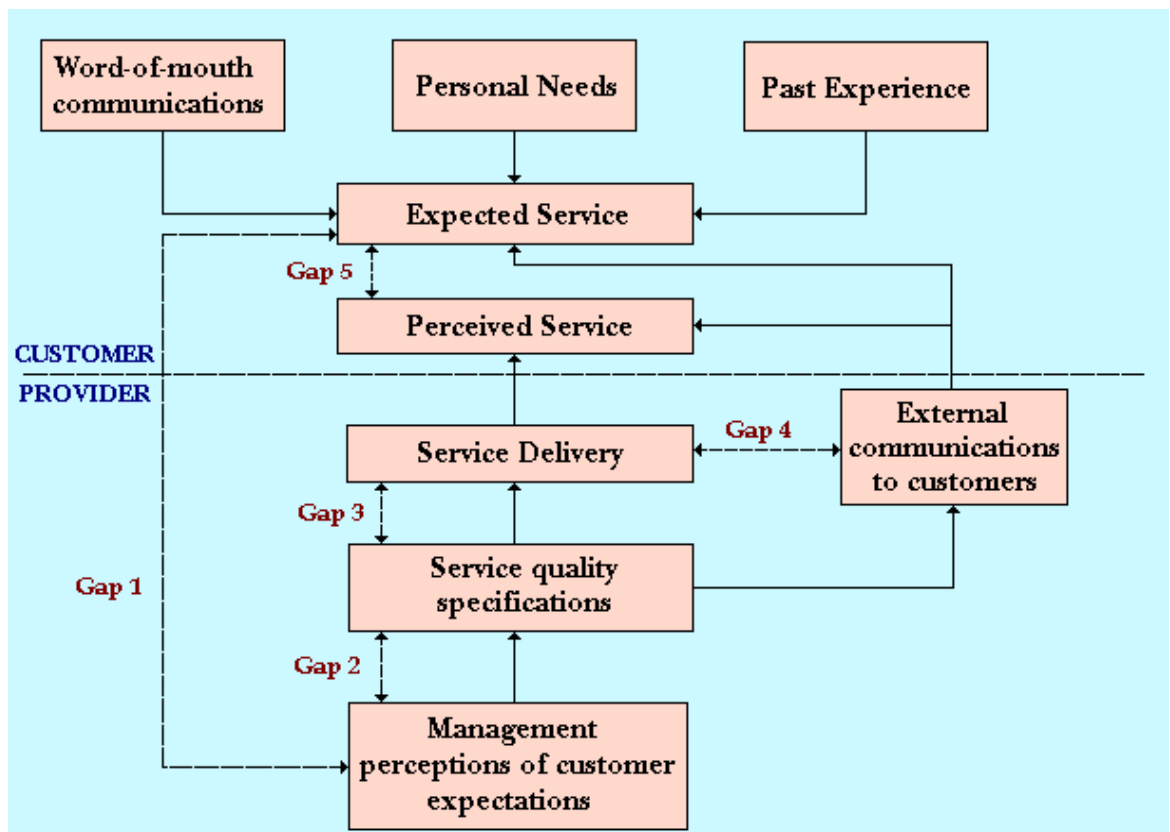 Word-of-mouth
communications
Personal Needs
Past Experience
Expected Service
Gap 5
Perceived Service
CUSTOMER
PROVIDER
Service Delivery
Gap 4
External
communications
to customers
Gap 3
Service quality
specifications
Gap 1
Gap 2
Management
perceptions of customer
expectations